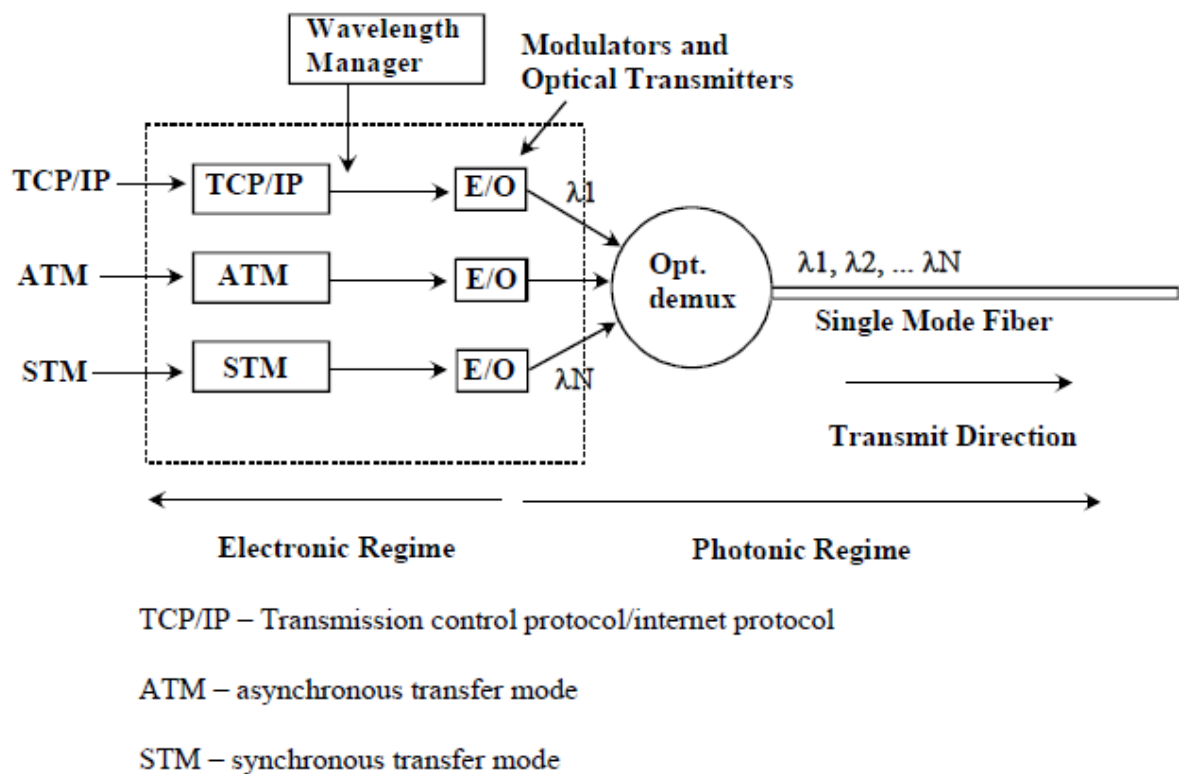 Wavelength
Manager
Modulators and
Optical Transmitters
TCP/IP
TCP/IP
E/O
λ1
ATM
ATM
E/O
Opt.
demux
λ1, λ2, ... λN
Single Mode Fiber
STM
STM
E/O
λN
Transmit Direction
Electronic Regime
Photonic Regime
TCP/IP – Transmission control protocol/internet protocol
ATM – asynchronous transfer mode
STM – synchronous transfer mode